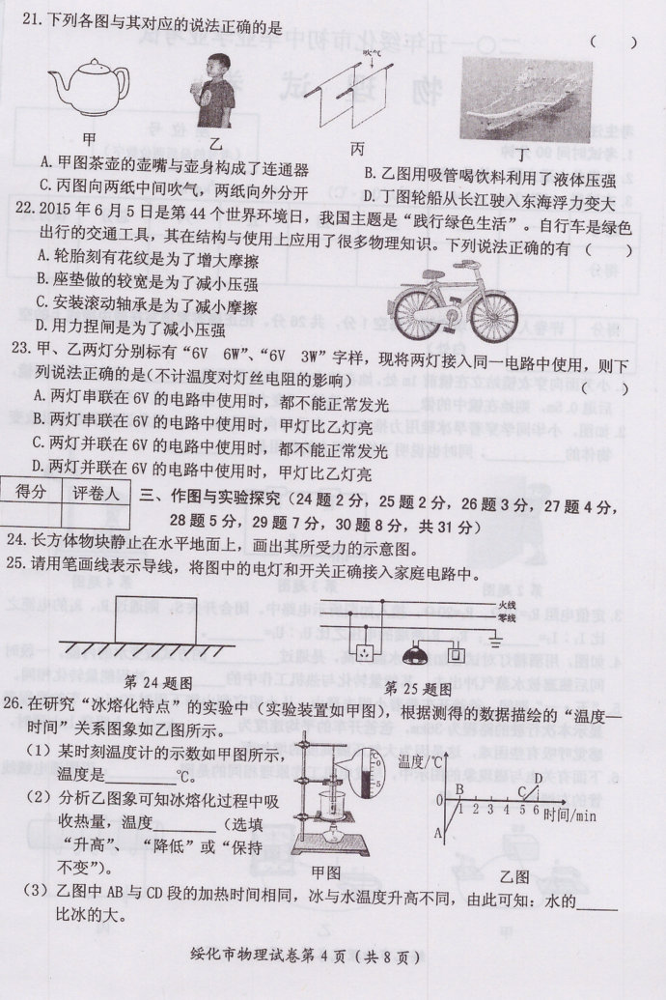 21.下列各图与其对应的说法正确的是
(    )
吹气
甲
乙
丙
丁
A.甲图茶壶的壶嘴与壶身构成了连通器
B.乙图用吸管喝饮料利用了液体压强
C.丙图向两纸中间吹气，两纸向外分开
D.丁图轮船从长江驶入东海浮力变大
22.2015年6月5日是第44个世界环境日，我国主题是“践行绿色生活”。自行车是绿色
出行的交通工具，其在结构与使用上应用了很多物理知识。下列说法正确的有 (    )
A.轮胎刻有花纹是为了增大摩擦
B.座垫做的较宽是为了减小压强
C.安装滚动轴承是为了减小摩擦
D.用力捏闸是为了减小压强
23.甲、乙两灯分别标有“6V 6W”、“6V 3W”字样，现将两灯接入同一电路中使用，则下
列说法正确的是(不计温度对灯丝电阻的影响)
(    )
A.两灯串联在6V的电路中使用时，都不能正常发光
B.两灯串联在6V的电路中使用时，甲灯比乙灯亮
C.两灯并联在6V的电路中使用时，都不能正常发光
D.两灯并联在6V的电路中使用时，甲灯比乙灯亮
得分 评卷人
三、作图与实验探究(24题2分，25题2分，26题3分，27题4分，
28题5分，29题7分，30题8分，共31分)
24.长方体物块静止在水平地面上，画出其所受力的示意图。
25.请用笔画线表示导线，将图中的电灯和开关正确接入家庭电路中。
火线
零线
第24题图
第25题图
26.在研究“冰熔化特点”的实验中(实验装置如甲图)，根据测得的数据描绘的“温度—
时间”关系图象如乙图所示。
(1)某时刻温度计的示数如甲图所示，
温度是______℃。
(2)分析乙图象可知冰熔化过程中吸
收热量，温度______(选填
“升高”、“降低”或“保持
不变”)。
甲图
温度/℃
D
B
C
0
1 2 3 4 5 6
时间/min
A
乙图
(3)乙图中AB与CD段的加热时间相同，冰与水温度升高不同，由此可知：水的____
比冰的大。
绥化市物理试卷第4页(共8页)